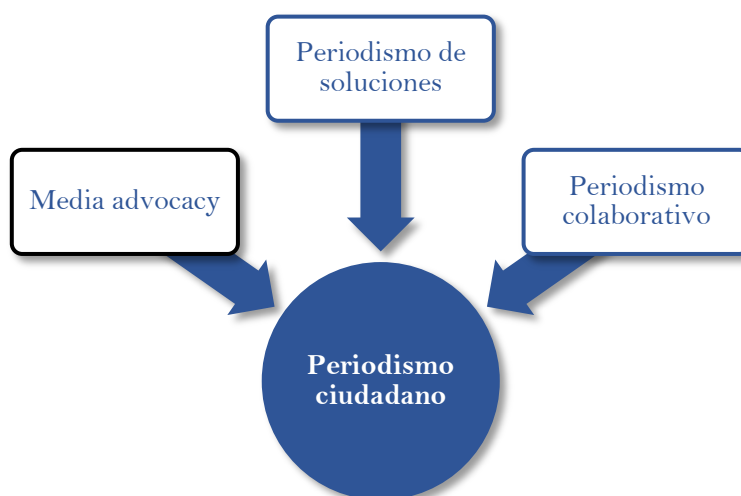 Periodismo de
soluciones
Media advocacy
Periodismo
colaborativo
Periodismo
ciudadano